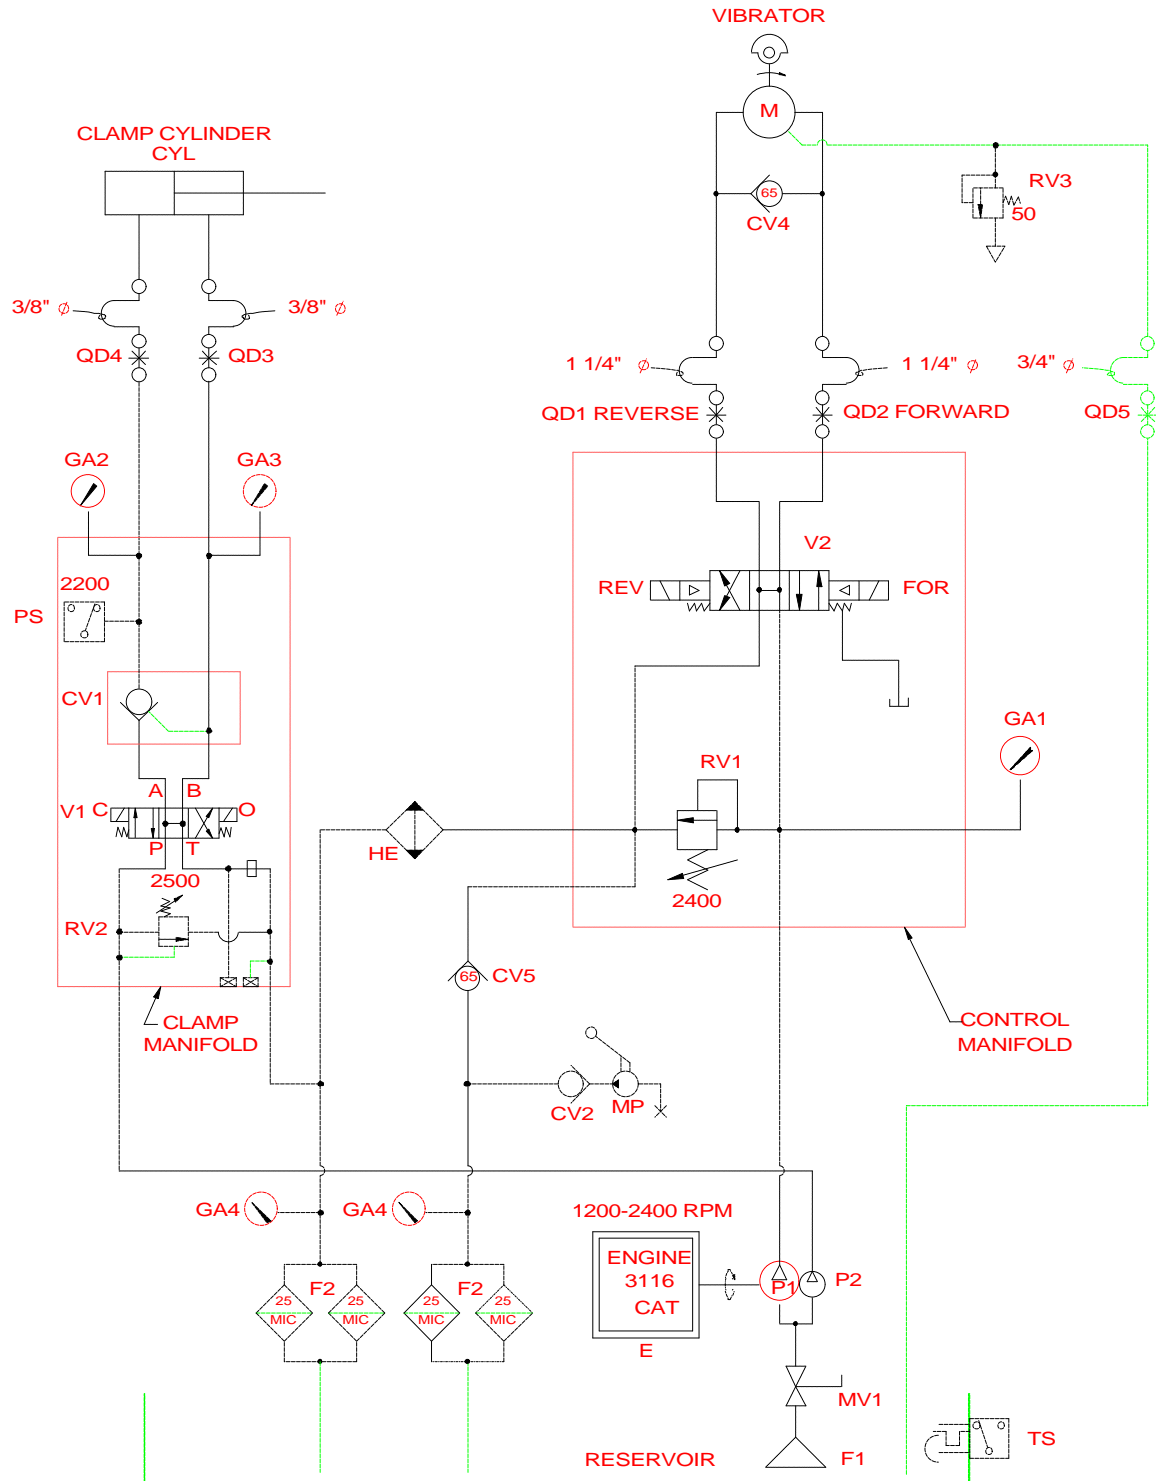 VIBRATOR
M
CLAMP CYLINDER
CYL
RV3
50
65
CV4
3/8" ∅
3/8" ∅
QD4
QD3
1 1/4" ∅
1 1/4" ∅
3/4" ∅
QD1 REVERSE
QD2 FORWARD
QD5
GA2
GA3
V2
2200
PS
REV
FOR
CV1
GA1
RV1
A
B
V1
C
O
P
T
HE
2500
2400
RV2
65
CV5
CLAMP
MANIFOLD
CONTROL
MANIFOLD
CV2
MP
GA4
GA4
1200-2400 RPM
ENGINE
3116
CAT
E
P1
P2
F2
F2
25
MIC
25
MIC
25
MIC
25
MIC
MV1
RESERVOIR
F1
TS